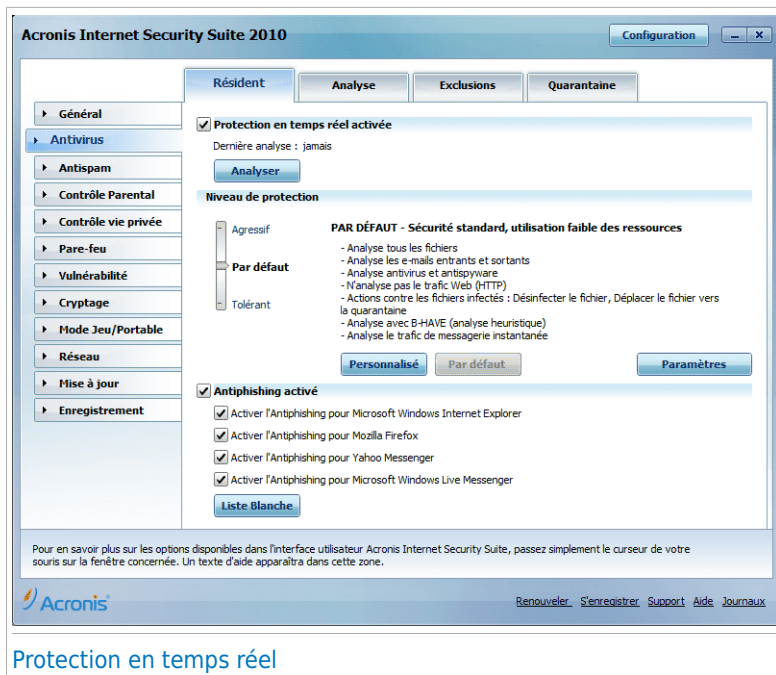 Acronis Internet Security Suite 2010
Configuration
Résident
Analyse
Exclusions
Quarantaine
Général
Antivirus
Antispam
Contrôle Parental
Contrôle vie privée
Pare-feu
Vulnérabilité
Cryptage
Mode Jeu/Portable
Réseau
Mise à jour
Enregistrement
Protection en temps réel activée
Dernière analyse : jamais
Analyser
Niveau de protection
Agressif
Par défaut
Tolérant
PAR DÉFAUT - Sécurité standard, utilisation faible des ressources
- Analyse tous les fichiers
- Analyse les e-mails entrants et sortants
- Analyse antivirus et antispyware
- N'analyse pas le trafic Web (HTTP)
- Actions contre les fichiers infectés : Désinfecter le fichier, Déplacer le fichier vers
la quarantaine
- Analyse avec B-HAVE (analyse heuristique)
- Analyse le trafic de messagerie instantanée
Personnalisé
Par défaut
Paramètres
Antiphishing activé
Activer l'Antiphishing pour Microsoft Windows Internet Explorer
Activer l'Antiphishing pour Mozilla Firefox
Activer l'Antiphishing pour Yahoo Messenger
Activer l'Antiphishing pour Microsoft Windows Live Messenger
Liste Blanche
Pour en savoir plus sur les options disponibles dans l'interface utilisateur Acronis Internet Security Suite, passez simplement le curseur de votre
souris sur la fenêtre concernée. Un texte d'aide apparaîtra dans cette zone.
Acronis
Renouveler S'enregistrer Support Aide Journaux
Protection en temps réel